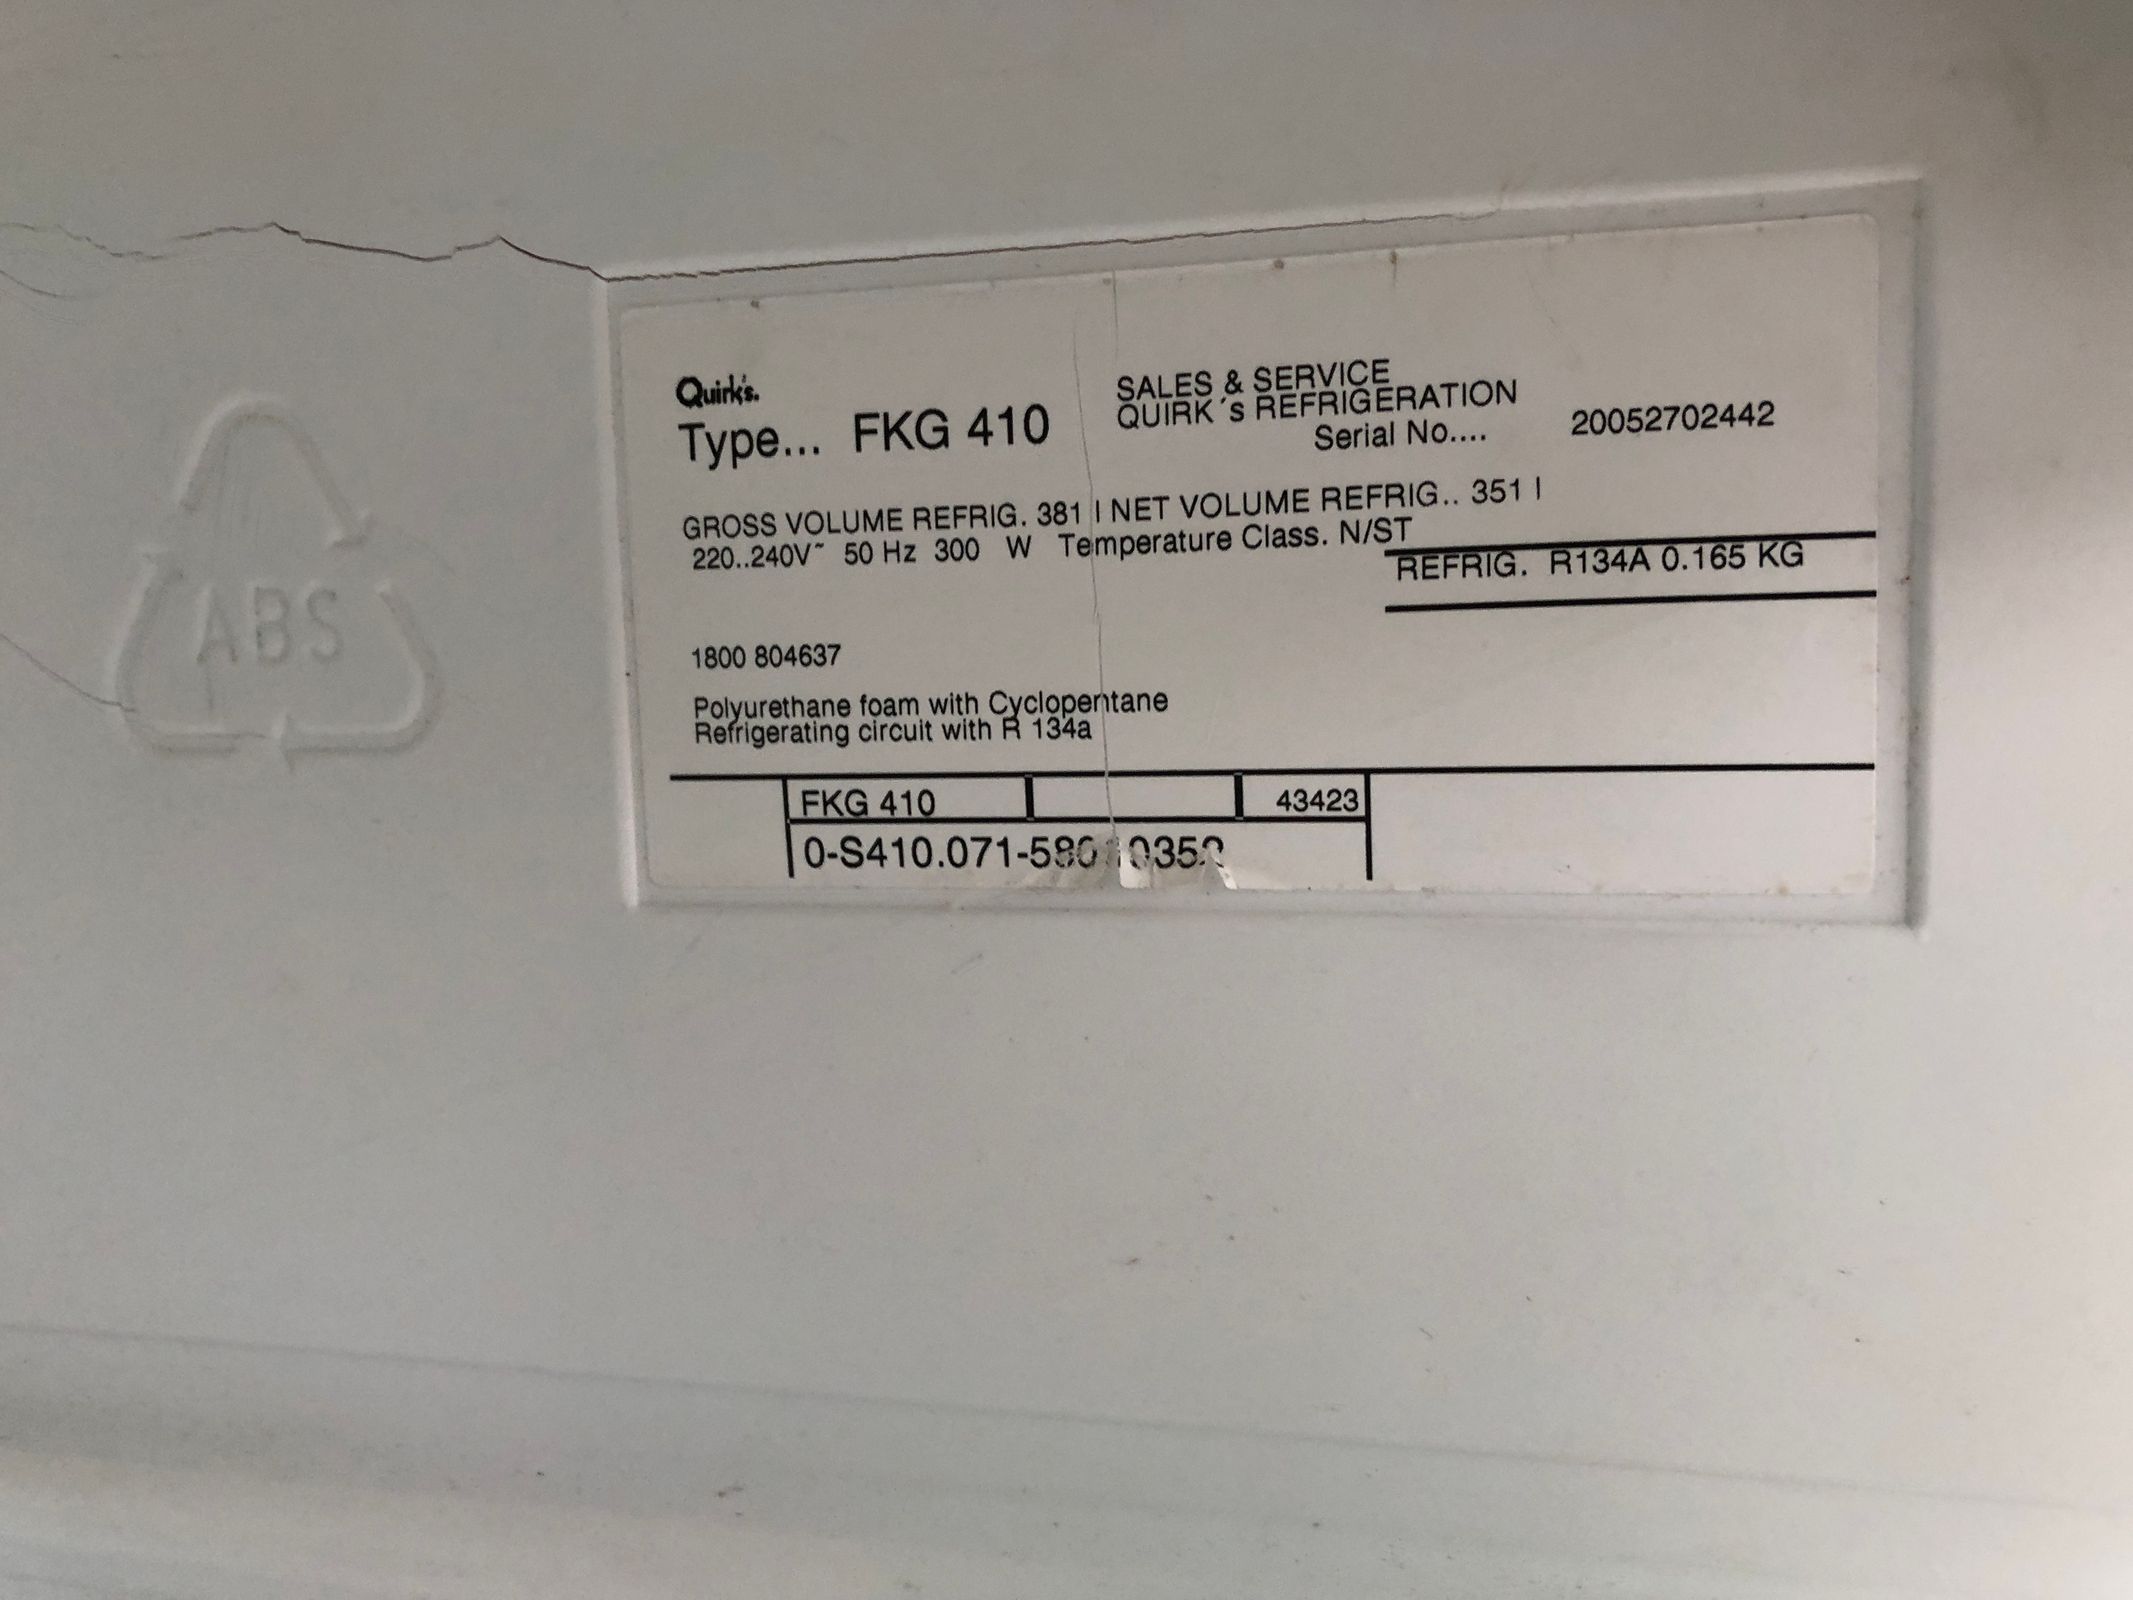 ABS
Quirk's.
Type... FKG 410
SALES & SERVICE
QUIRK 's REFRIGERATION
Serial No.... 20052702442
GROSS VOLUME REFRIG. 381 l NET VOLUME REFRIG.. 351 l
220..240V~ 50 Hz 300 W Temperature Class. N/ST
REFRIG. R134A 0.165 KG
1800 804637
Polyurethane foam with Cyclopentane
Refrigerating circuit with R 134a
FKG 410 43423